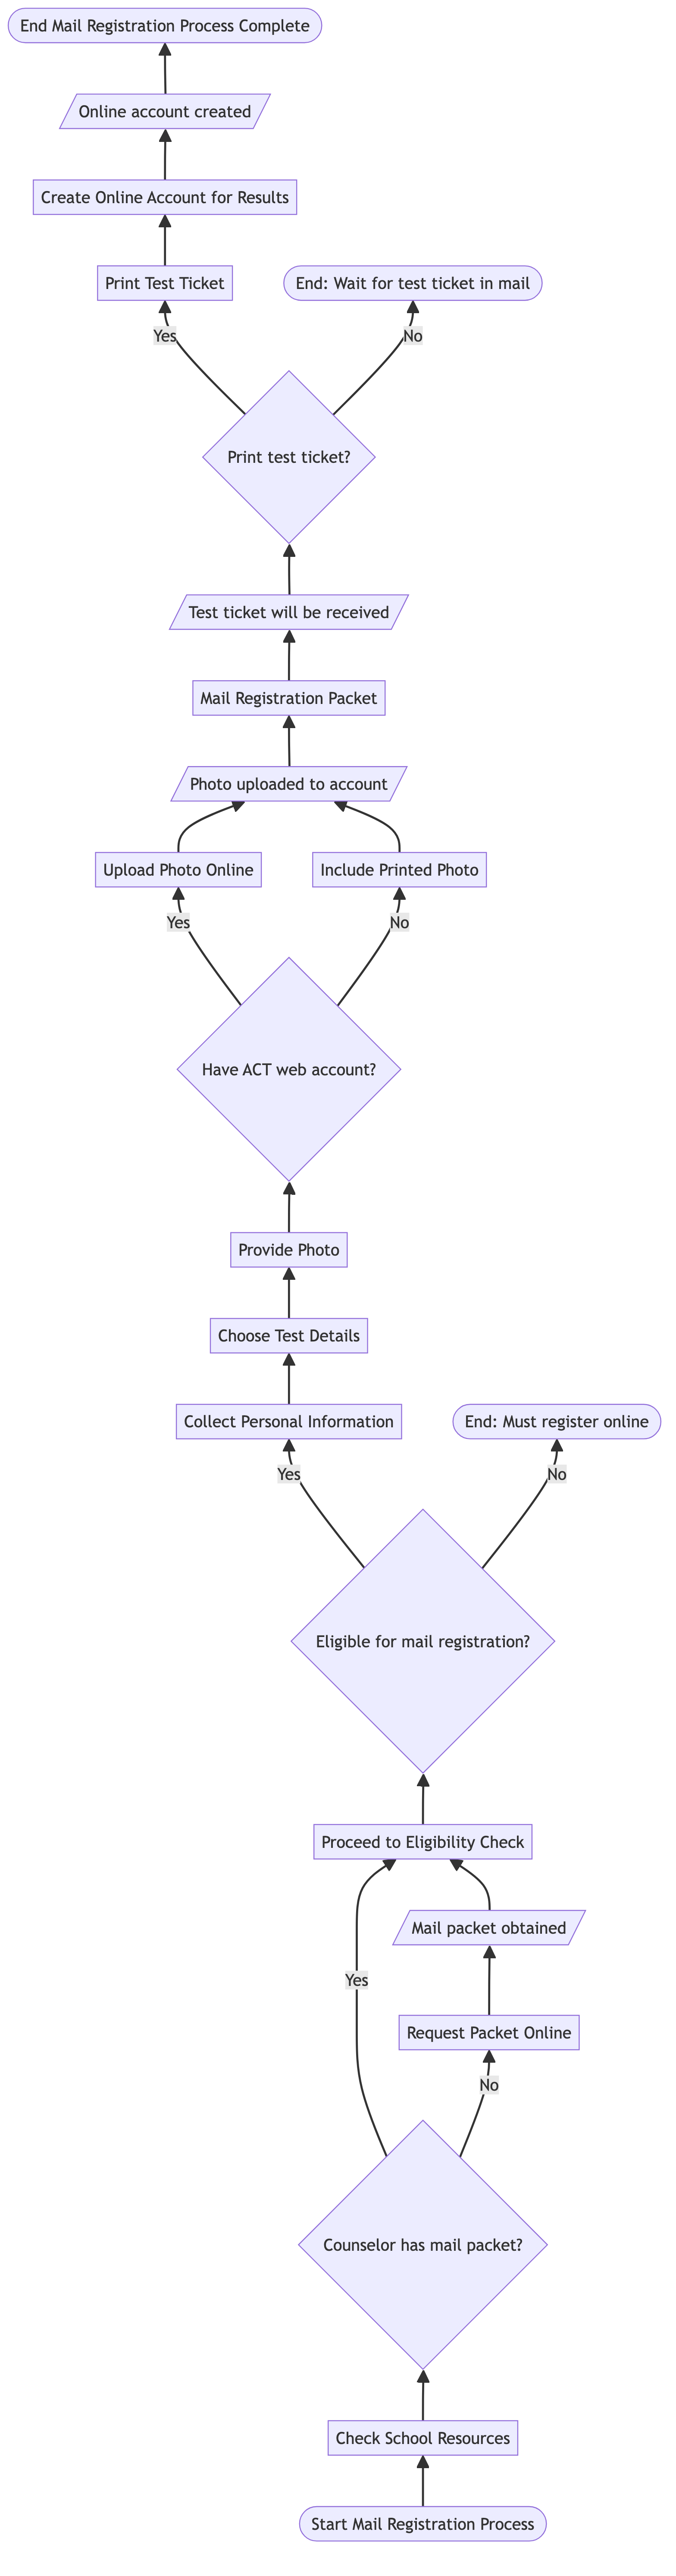 End Mail Registration Process Complete
Online account created
Create Online Account for Results
Print Test Ticket
End: Wait for test ticket in mail
Yes
No
Print test ticket?
Test ticket will be received
Mail Registration Packet
Photo uploaded to account
Upload Photo Online
Include Printed Photo
Yes
No
Have ACT web account?
Provide Photo
Choose Test Details
Collect Personal Information
End: Must register online
Yes
No
Eligible for mail registration?
Proceed to Eligibility Check
Mail packet obtained
Yes
Request Packet Online
No
Counselor has mail packet?
Check School Resources
Start Mail Registration Process